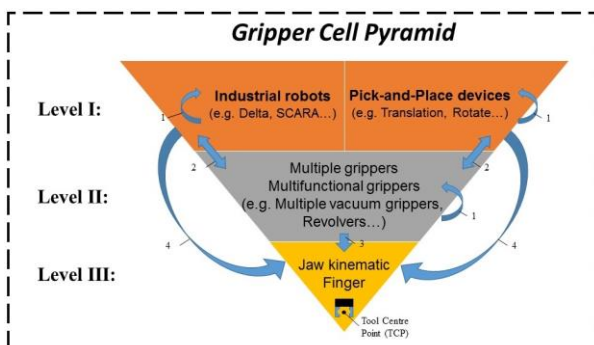 Gripper Cell Pyramid
Level I:
Industrial robots
(e.g. Delta, SCARA…)
Pick-and-Place devices
(e.g. Translation, Rotate…)
1
1
2
2
Level II:
Multiple grippers
Multifunctional grippers
(e.g. Multiple vacuum grippers,
Revolvers…)
1
3
4
4
Level III:
Jaw kinematic
Finger
Tool Centre
Point (TCP)